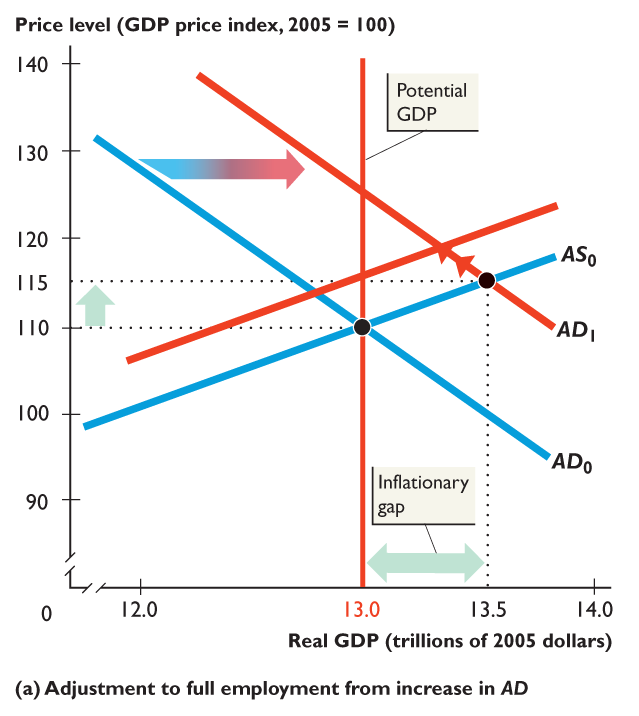 Price level (GDP price index, 2005 = 100)
140
Potential
GDP
130
120
AS0
115
110
AD1
100
AD0
Inflationary
gap
90
0
12.0
13.0
13.5
14.0
Real GDP (trillions of 2005 dollars)
(a) Adjustment to full employment from increase in AD